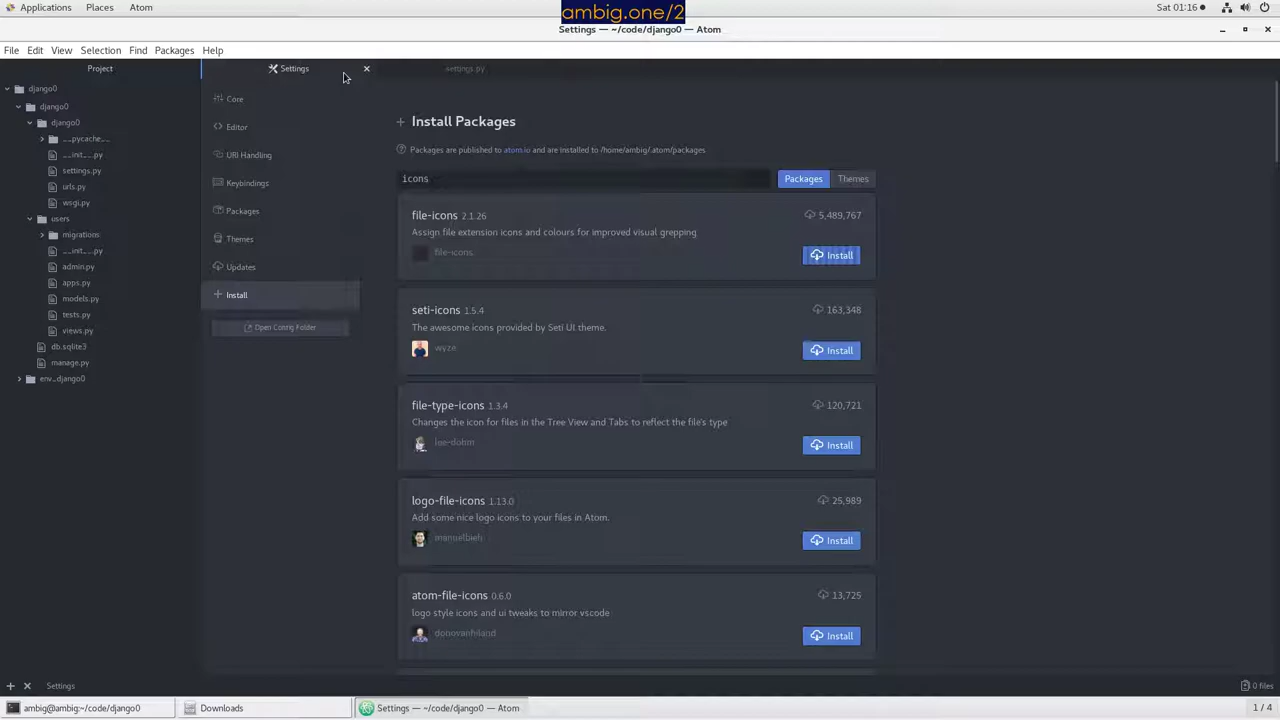 Applications Places Atom
ambig.one/2
Sat 01:16
Settings — ~/code/django0 — Atom
File Edit View Selection Find Packages Help
Project
Settings
settings.py
django0
django0
django0
__pycache__
__init__.py
settings.py
urls.py
wsgi.py
users
migrations
__init__.py
admin.py
apps.py
models.py
tests.py
views.py
db.sqlite3
manage.py
env_django0
Core
Editor
URI Handling
Keybindings
Packages
Themes
Updates
Install
Open Config Folder
Install Packages
Packages are published to atom.io and are installed to /home/ambig/.atom/packages
icons
Packages Themes
file-icons 2.1.26 5,489,767
Assign file extension icons and colours for improved visual grepping
file-icons Install
seti-icons 1.5.4 163,348
The awesome icons provided by Seti UI theme.
wyze Install
file-type-icons 1.3.4 120,721
Changes the icon for files in the Tree View and Tabs to reflect the file's type
lee-dohm Install
logo-file-icons 1.13.0 25,989
Add some nice logo icons to your files in Atom.
manuelbieh Install
atom-file-icons 0.6.0 13,725
logo style icons and ui tweaks to mirror vscode
donovanhiland Install
Settings
0 files
ambig@ambig:~/code/django0 Downloads Settings — ~/code/django0 — Atom 1 / 4